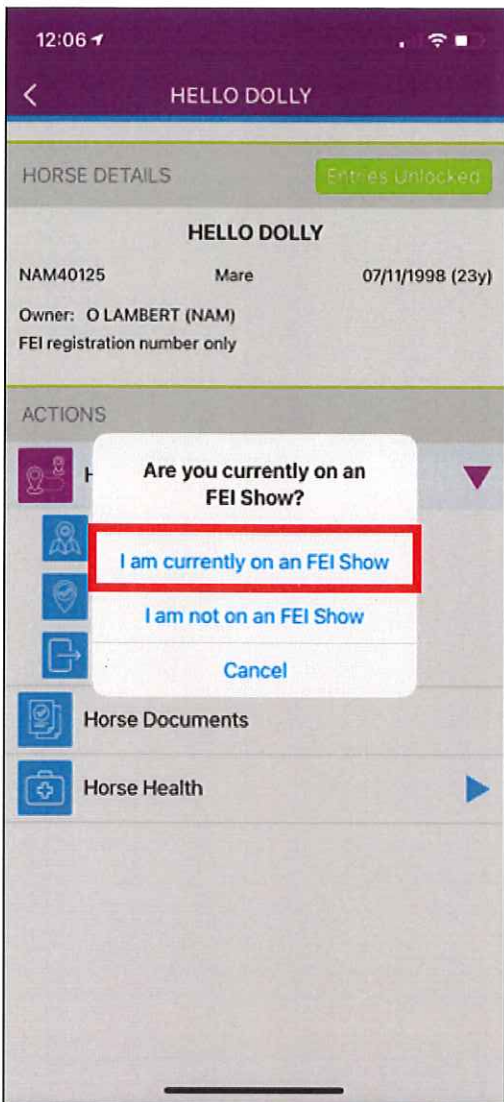 12:06
HELLO DOLLY
HORSE DETAILS
Entries Unlocked
HELLO DOLLY
NAM40125 Mare 07/11/1998 (23y)
Owner: O LAMBERT (NAM)
FEI registration number only
ACTIONS
H
Are you currently on an
FEI Show?
I am currently on an FEI Show
I am not on an FEI Show
Cancel
Horse Documents
Horse Health